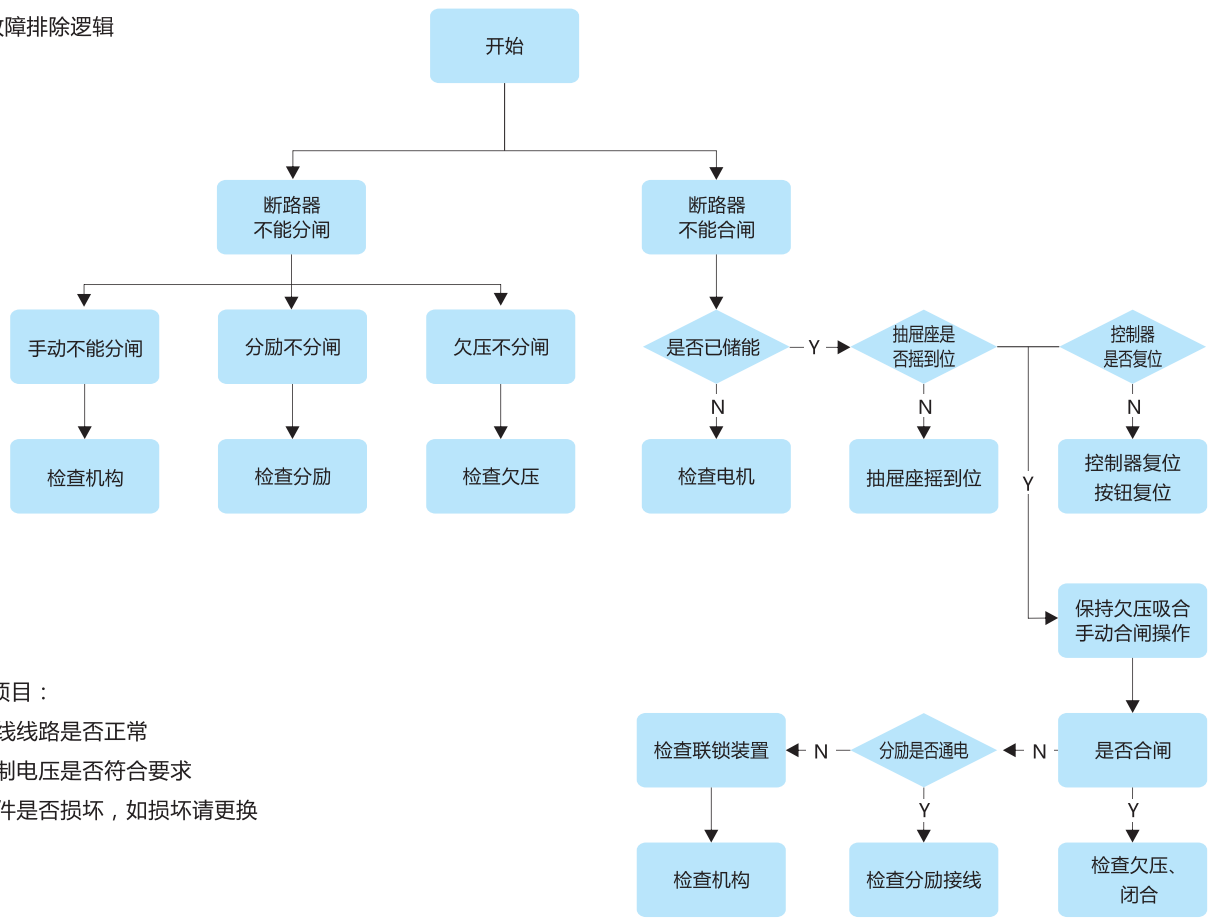 故障排除逻辑
开始
断路器
不能分闸
断路器
不能合闸
手动不能分闸
分励不分闸
欠压不分闸
是否已储能
Y
抽屉座是
否摇到位
控制器
是否复位
N
N
N
检查机构
检查分励
检查欠压
检查电机
抽屉座摇到位
Y
控制器复位
按钮复位
保持欠压吸合
手动合闸操作
项目：
线线路是否正常
制电压是否符合要求
件是否损坏，如损坏请更换
检查联锁装置
N
分励是否通电
N
是否合闸
Y
Y
检查机构
检查分励接线
检查欠压、
闭合